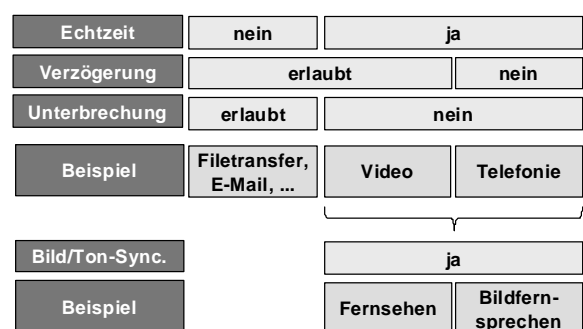 Echtzeit nein ja
Verzögerung erlaubt nein
Unterbrechung erlaubt nein
Beispiel Filetransfer, E-Mail, ... Video Telefonie
Bild/Ton-Sync. ja
Beispiel Fernsehen Bildfern-
sprechen